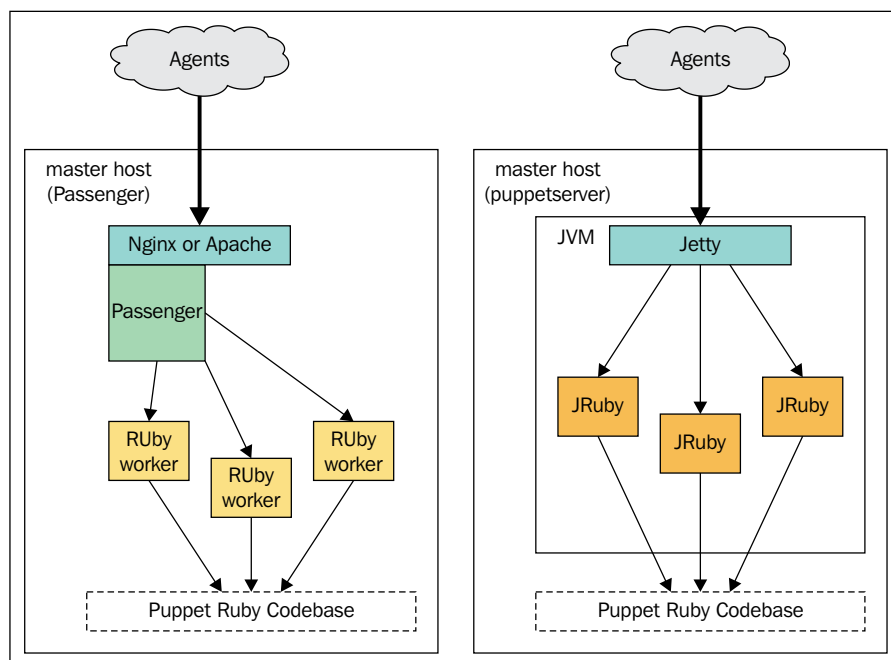 Agents
master host
(Passenger)
Nginx or Apache
Passenger
RUby
worker
RUby
worker
RUby
worker
Puppet Ruby Codebase
Agents
master host
(puppetserver)
JVM
Jetty
JRuby
JRuby
JRuby
Puppet Ruby Codebase